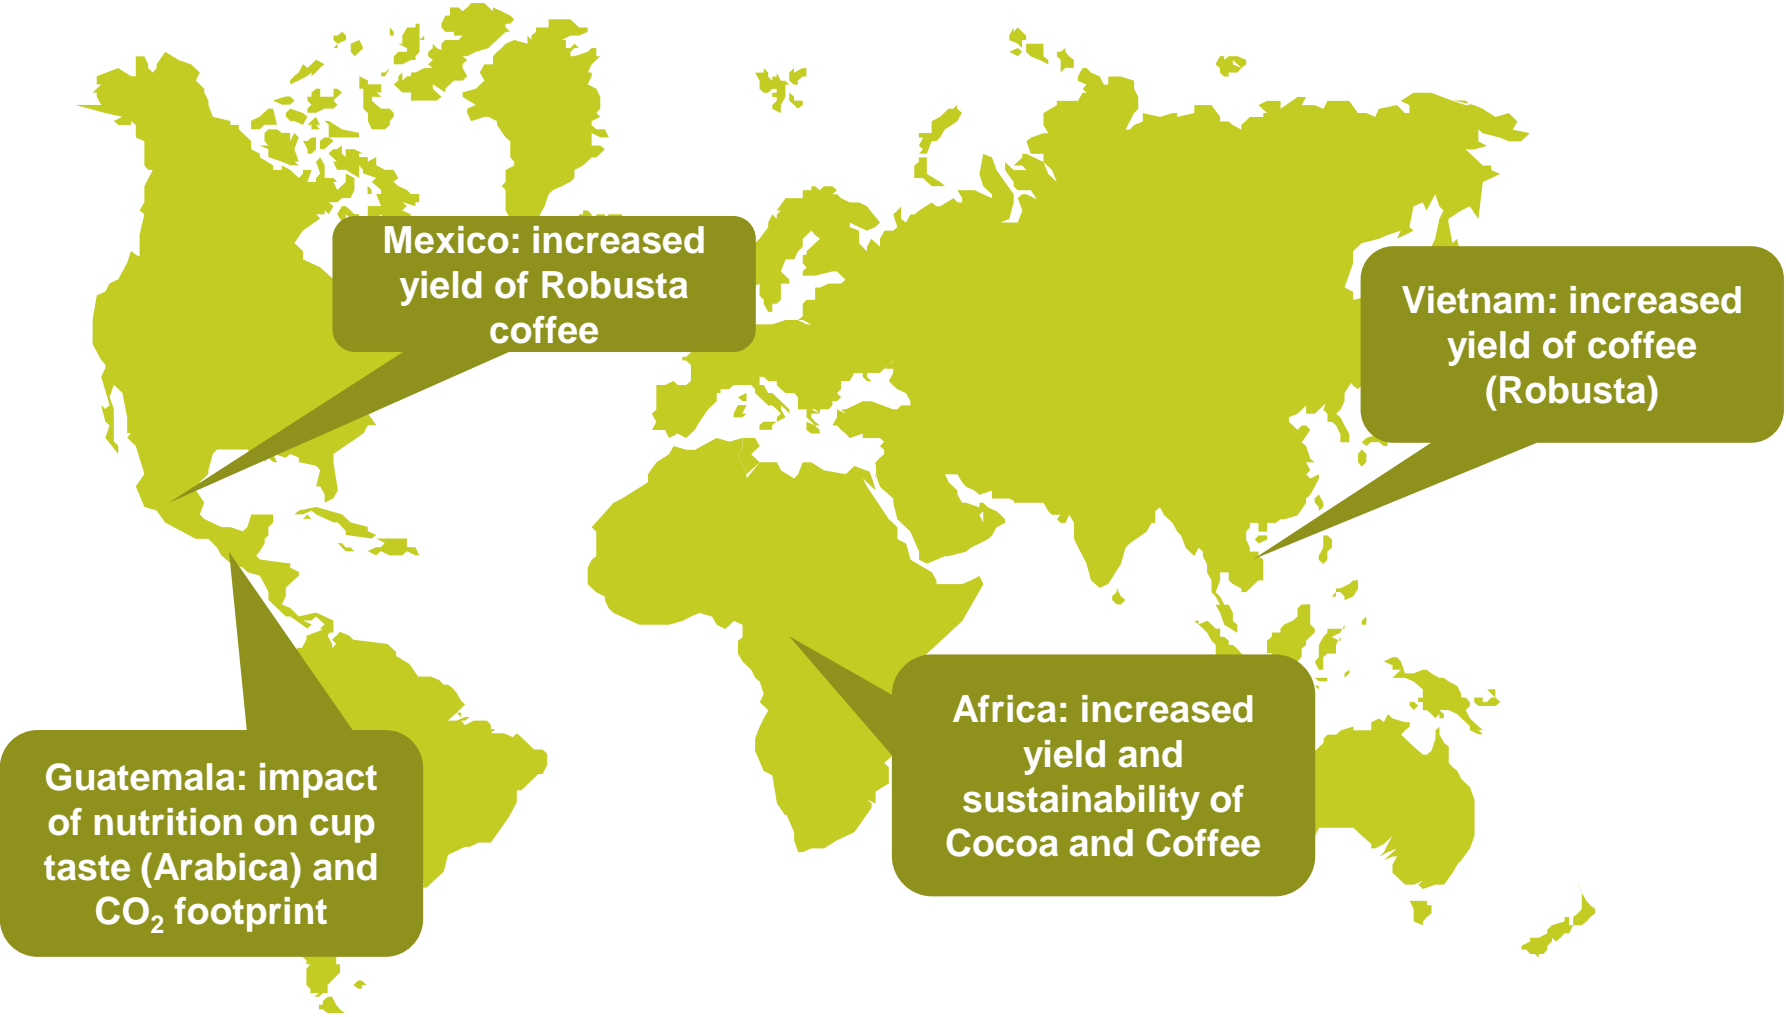 Mexico: increased
yield of Robusta
coffee
Vietnam: increased
yield of coffee
(Robusta)
Africa: increased
yield and
sustainability of
Cocoa and Coffee
Guatemala: impact
of nutrition on cup
taste (Arabica) and
CO₂ footprint